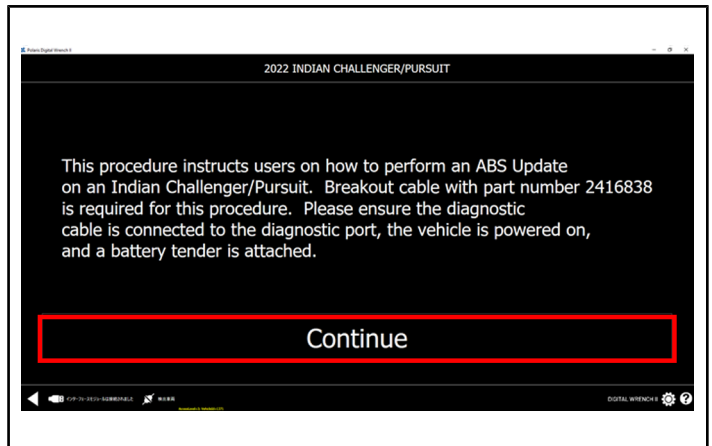 Polaris Digital Wrench II
2022 INDIAN CHALLENGER/PURSUIT
This procedure instructs users on how to perform an ABS Update
on an Indian Challenger/Pursuit. Breakout cable with part number 2416838
is required for this procedure. Please ensure the diagnostic
cable is connected to the diagnostic port, the vehicle is powered on,
and a battery tender is attached.
Continue
DIGITAL WRENCH II